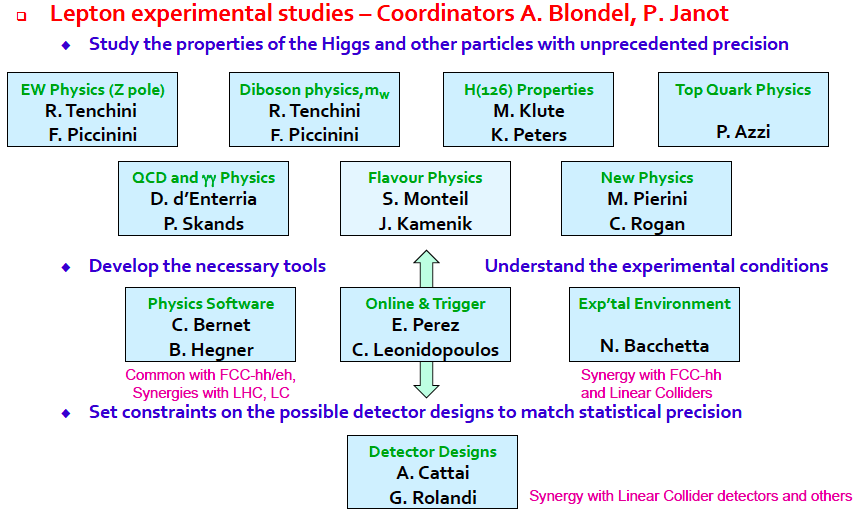 Lepton experimental studies – Coordinators A. Blondel, P. Janot
Study the properties of the Higgs and other particles with unprecedented precision
EW Physics (Z pole)
R. Tenchini
F. Piccinini
Diboson physics, mW
R. Tenchini
F. Piccinini
H(126) Properties
M. Klute
K. Peters
Top Quark Physics
P. Azzi
QCD and γγ Physics
D. d'Enterria
P. Skands
Flavour Physics
S. Monteil
J. Kamenik
New Physics
M. Pierini
C. Rogan
Develop the necessary tools
Understand the experimental conditions
Physics Software
C. Bernet
B. Hegner
Online & Trigger
E. Perez
C. Leonidopoulos
Exp'tal Environment
N. Bacchetta
Common with FCC-hh/eh,
Synergies with LHC, LC
Synergy with FCC-hh
and Linear Colliders
Set constraints on the possible detector designs to match statistical precision
Detector Designs
A. Cattai
G. Rolandi
Synergy with Linear Collider detectors and others